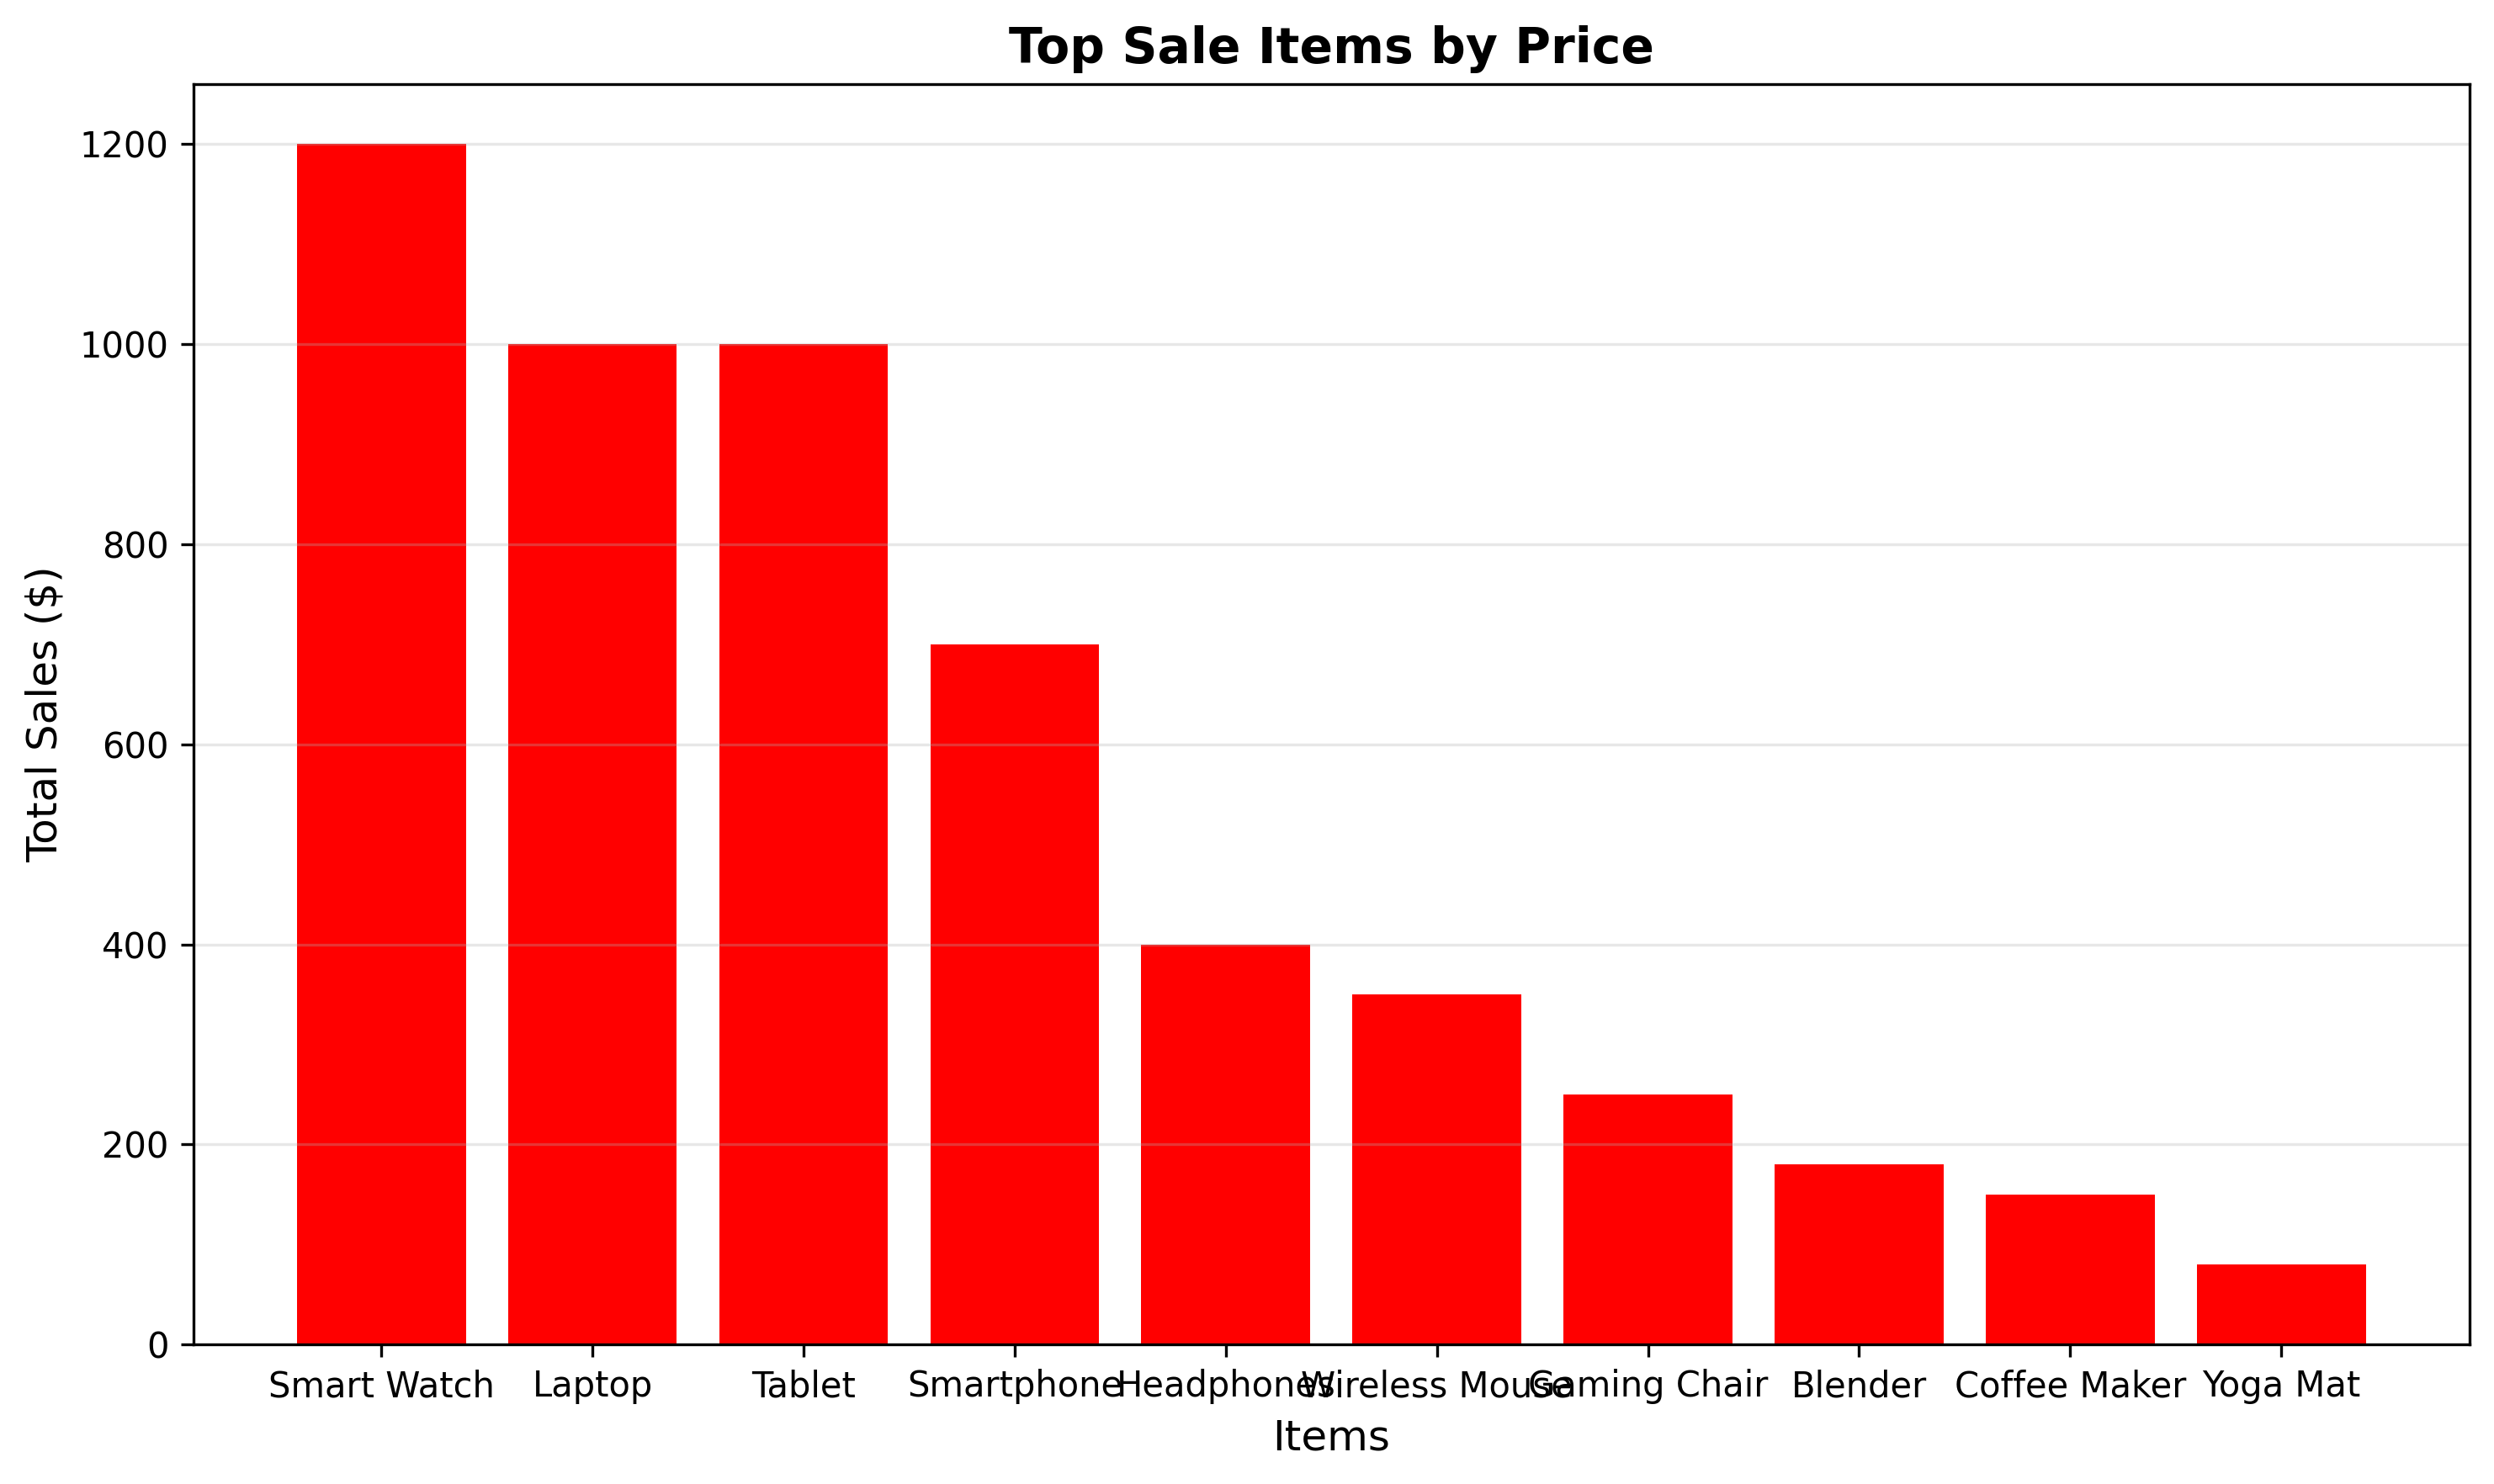 Top Sale Items by Price
Total Sales ($)
1200
1000
800
600
400
200
0
Smart Watch Laptop Tablet Smartphone Headphones Wireless Mouse Gaming Chair Blender Coffee Maker Yoga Mat
Items